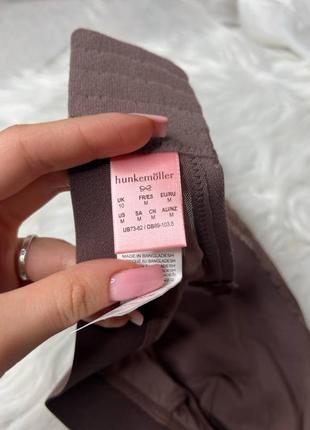 hunkemöller
UK FR/ES EU/RU
10 M M
US SA CN AU/NZ
M M M M
UB73-82 / DB89-103,5
MADE IN BANGLADESH